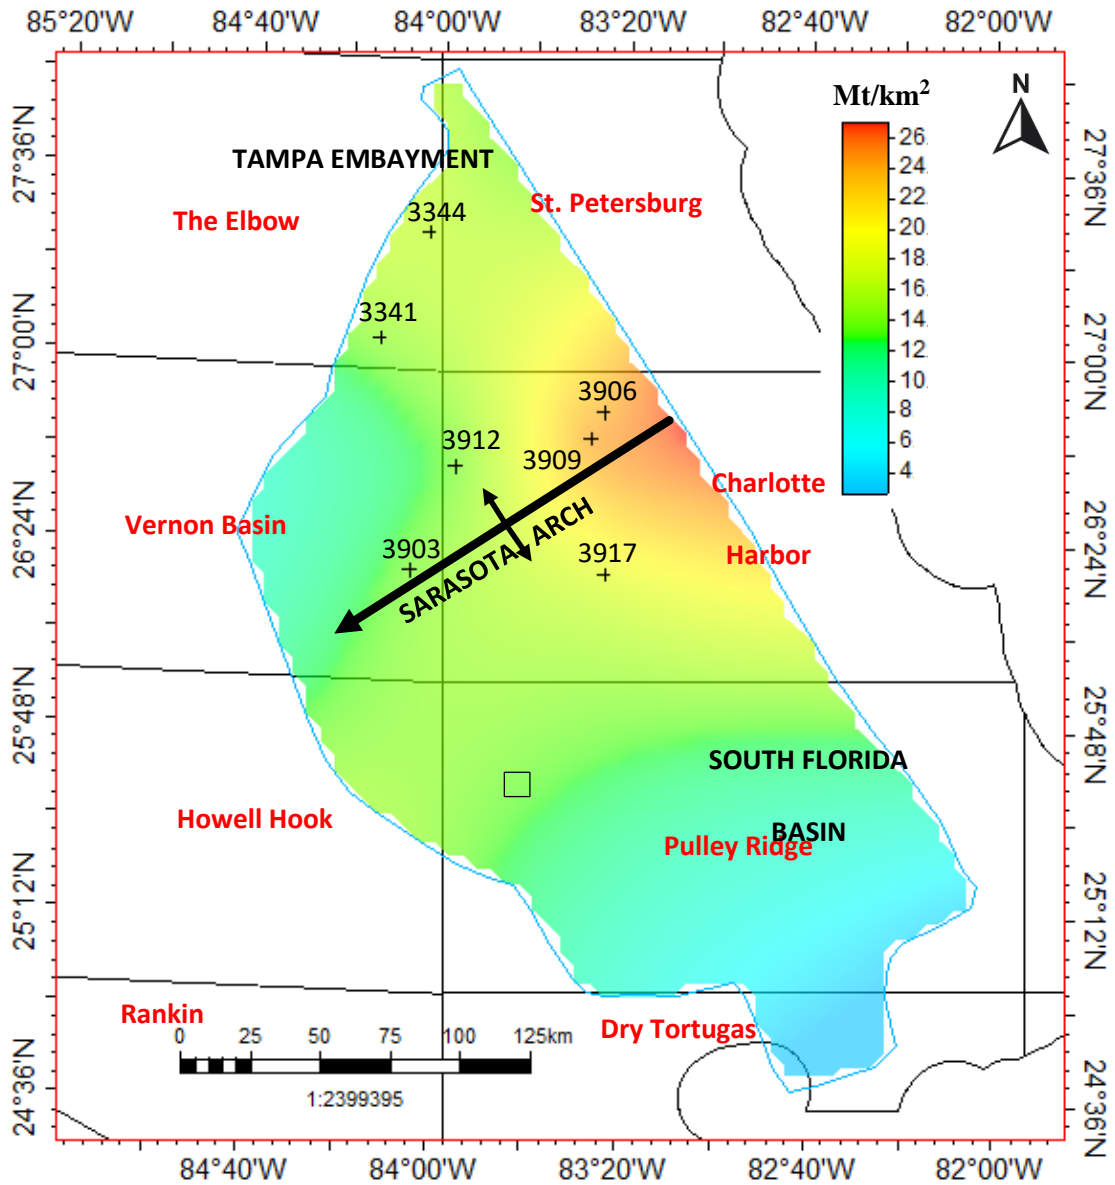 85°20'W 84°40'W 84°00'W 83°20'W 82°40'W 82°00'W
Mt/km²
N
26.
24.
22.
20.
18.
16.
14.
12.
10.
8
6
4
27°36'N
27°00'N
26°24'N
25°48'N
25°12'N
24°36'N
27°36'N
27°00'N
26°24'N
25°48'N
25°12'N
24°36'N
TAMPA EMBAYMENT
The Elbow
St. Petersburg
3344
3341
3906
3912
3909
Charlotte
Harbor
Vernon Basin
3903
3917
SARASOTA ARCH
SOUTH FLORIDA
BASIN
Pulley Ridge
Howell Hook
Rankin
Dry Tortugas
0 25 50 75 100 125km
1:2399395
84°40'W 84°00'W 83°20'W 82°40'W 82°00'W